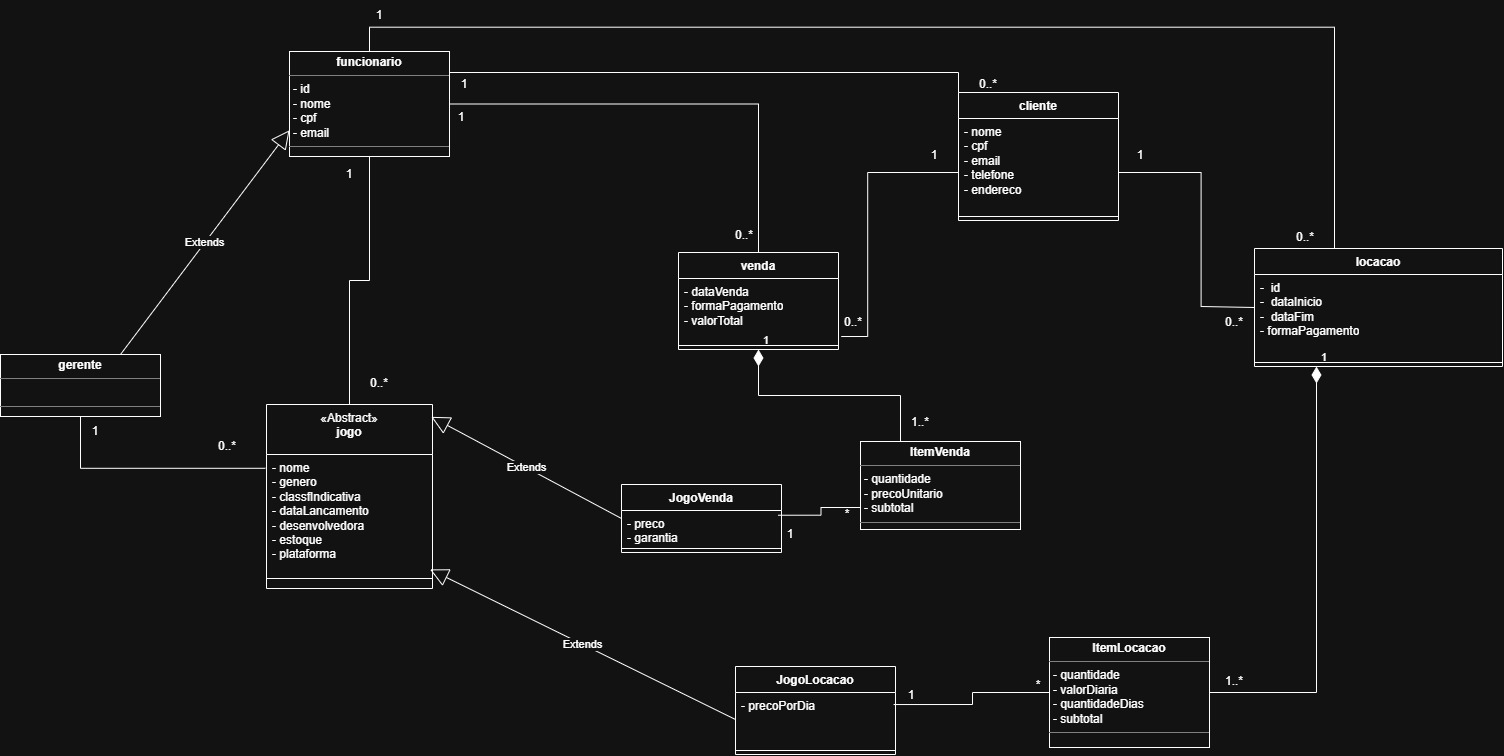 1
funcionario
- id
- nome
- cpf
- email
1
1
0..*
cliente
- nome
- cpf
- email
- telefone
- endereco
1
1
1
Extends
0..*
0..*
venda
- dataVenda
- formaPagamento
- valorTotal
1
0..*
locacao
- id
- dataInicio
- dataFim
- formaPagamento
1
0..*
gerente
1
0..*
0..*
«Abstract»
jogo
- nome
- genero
- classfIndicativa
- dataLancamento
- desenvolvedora
- estoque
- plataforma
Extends
1..*
ItemVenda
- quantidade
- precoUnitario
- subtotal
JogoVenda
- preco
- garantia
1
*
Extends
JogoLocacao
- precoPorDia
1
*
ItemLocacao
- quantidade
- valorDiaria
- quantidadeDias
- subtotal
1..*